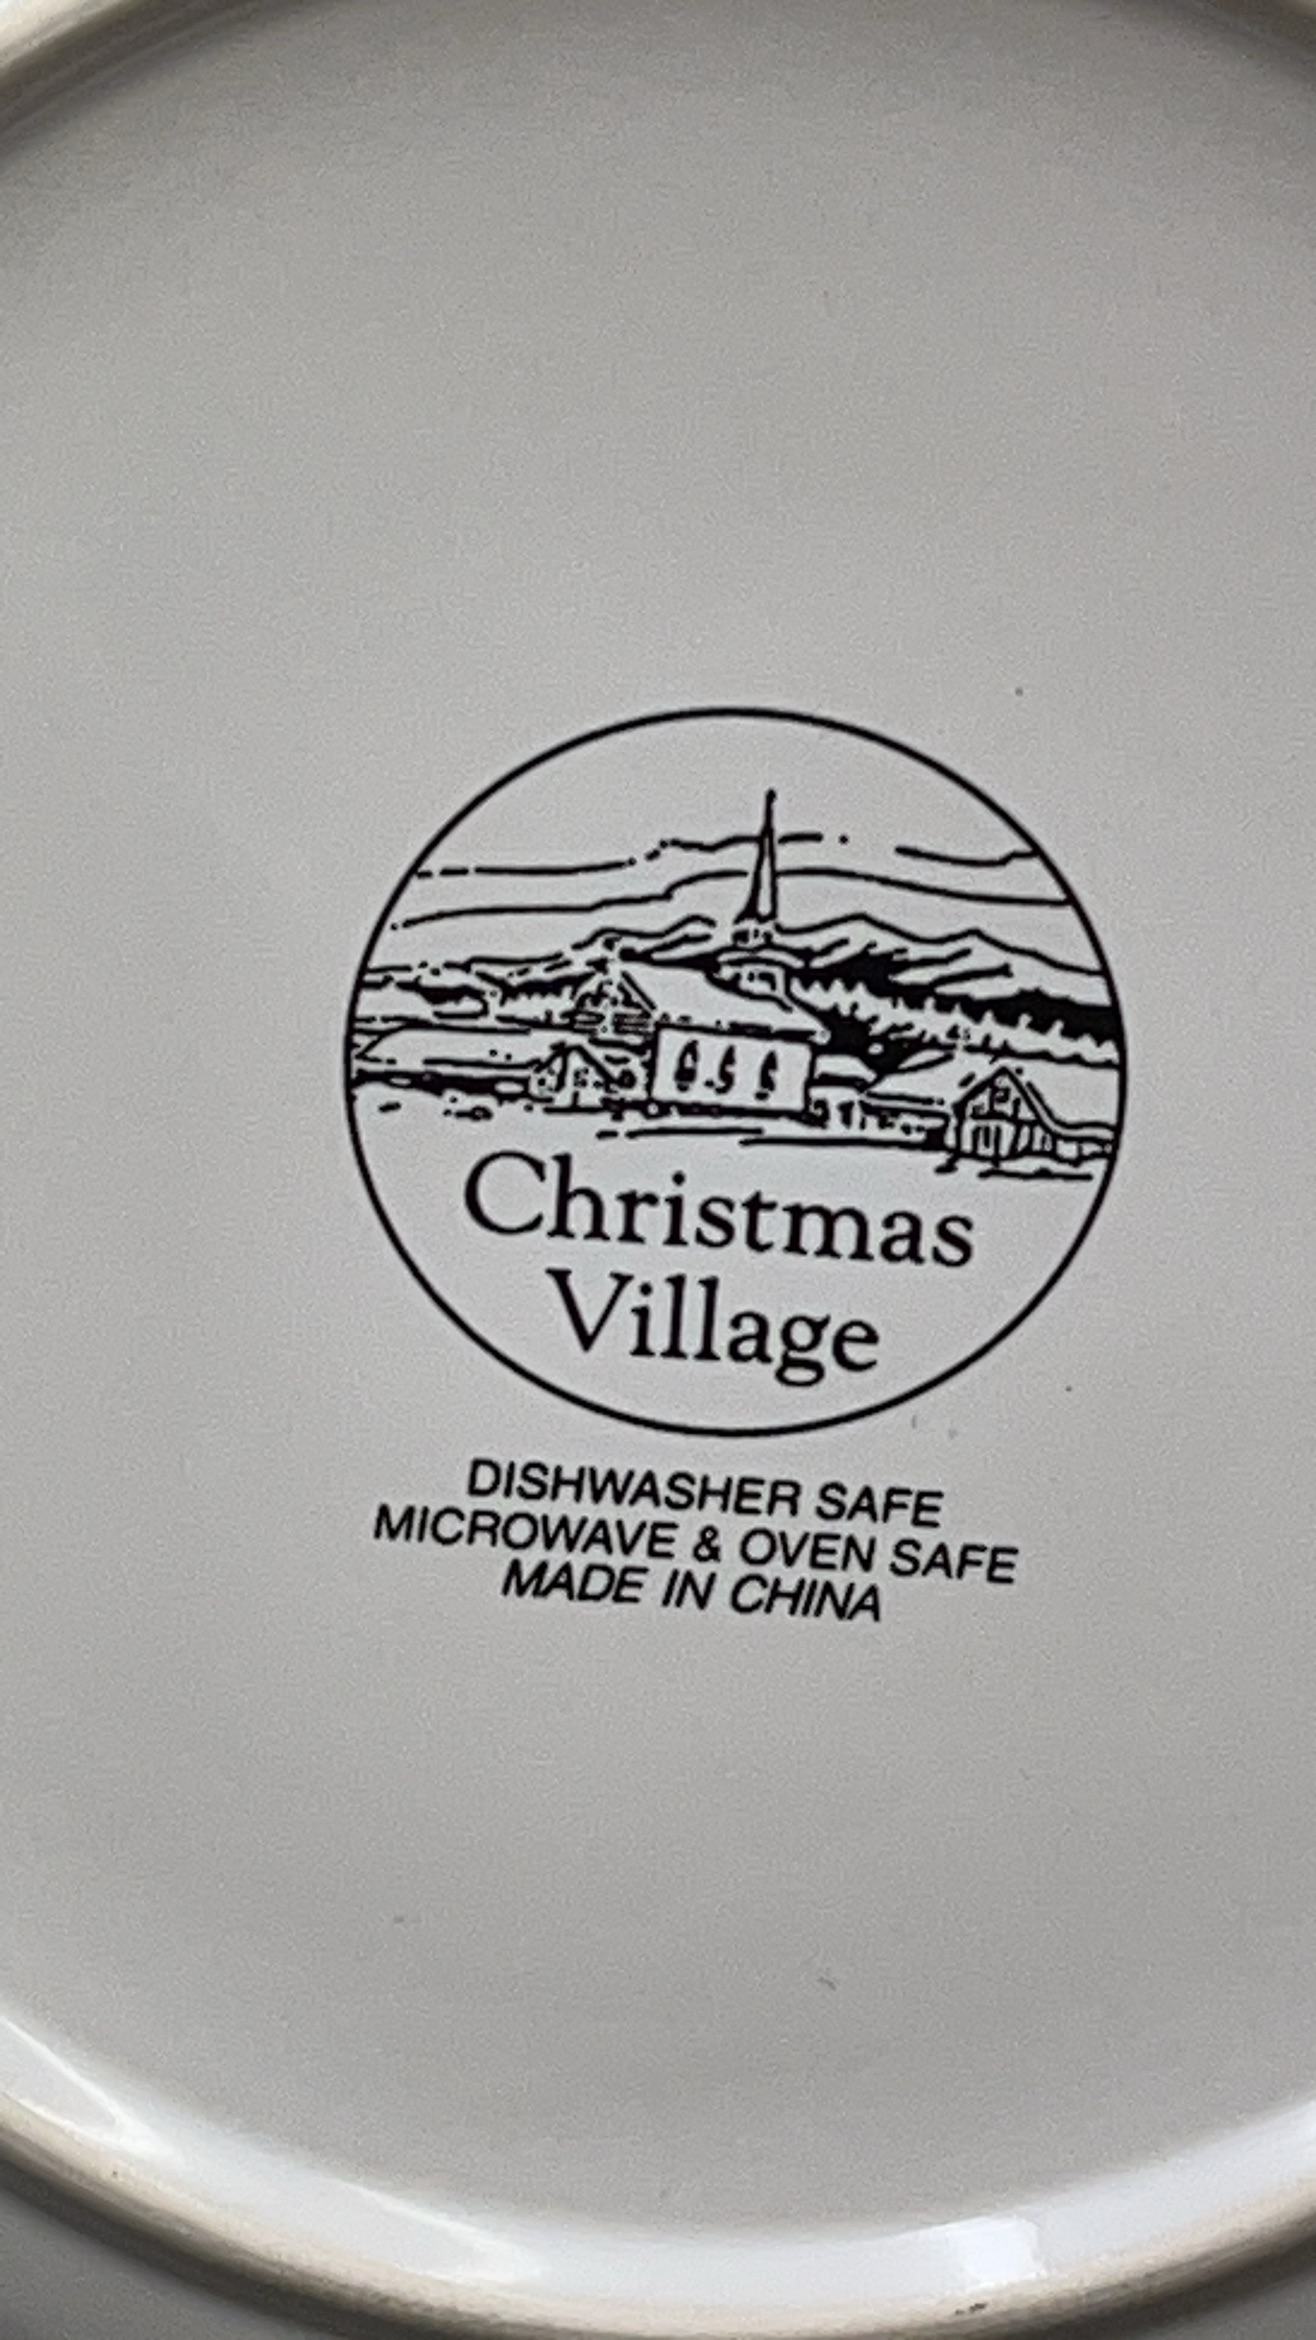 Christmas
Village
DISHWASHER SAFE
MICROWAVE & OVEN SAFE
MADE IN CHINA